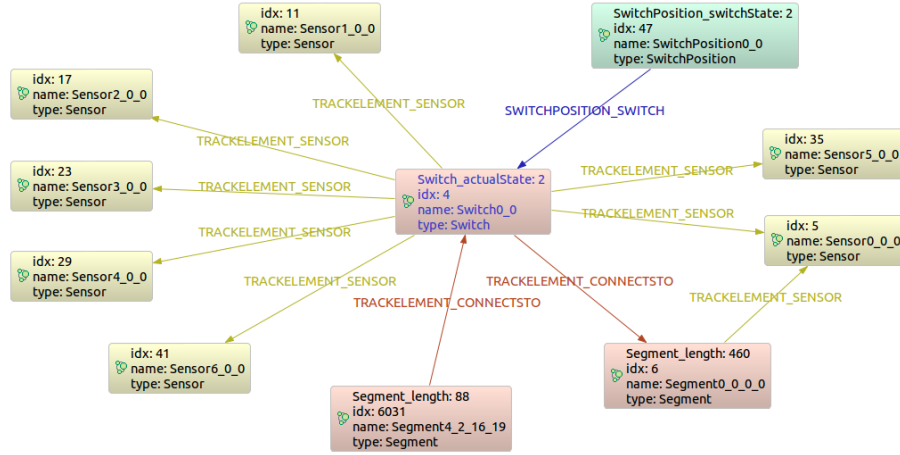 idx: 11
name: Sensor1_0_0
type: Sensor
SwitchPosition_switchState: 2
idx: 47
name: SwitchPosition0_0
type: SwitchPosition
idx: 17
name: Sensor2_0_0
type: Sensor
TRACKELEMENT_SENSOR
SWITCHPOSITION_SWITCH
TRACKELEMENT_SENSOR
idx: 35
name: Sensor5_0_0
type: Sensor
idx: 23
name: Sensor3_0_0
type: Sensor
TRACKELEMENT_SENSOR
Switch_actualState: 2
idx: 4
name: Switch0_0
type: Switch
TRACKELEMENT_SENSOR
TRACKELEMENT_SENSOR
idx: 5
name: Sensor0_0_0
type: Sensor
idx: 29
name: Sensor4_0_0
type: Sensor
TRACKELEMENT_SENSOR
TRACKELEMENT_SENSOR
TRACKELEMENT_CONNECTSTO
TRACKELEMENT_CONNECTSTO
TRACKELEMENT_SENSOR
idx: 41
name: Sensor6_0_0
type: Sensor
Segment_length: 88
idx: 6031
name: Segment4_2_16_19
type: Segment
Segment_length: 460
idx: 6
name: Segment0_0_0_0
type: Segment